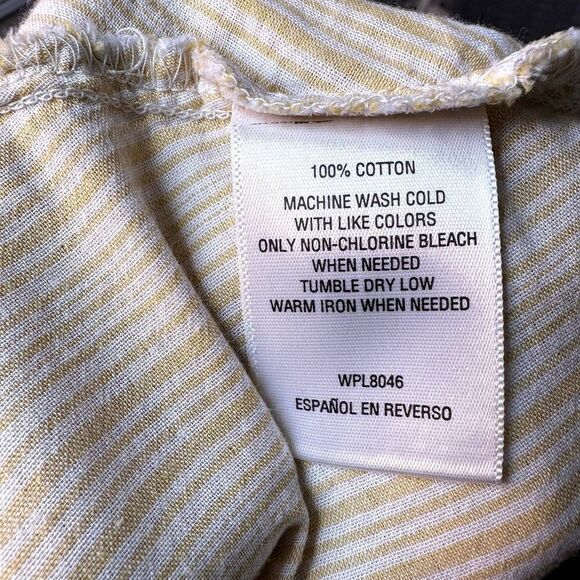 100% COTTON
MACHINE WASH COLD
WITH LIKE COLORS
ONLY NON-CHLORINE BLEACH
WHEN NEEDED
TUMBLE DRY LOW
WARM IRON WHEN NEEDED
WPL8046
ESPAÑOL EN REVERSO